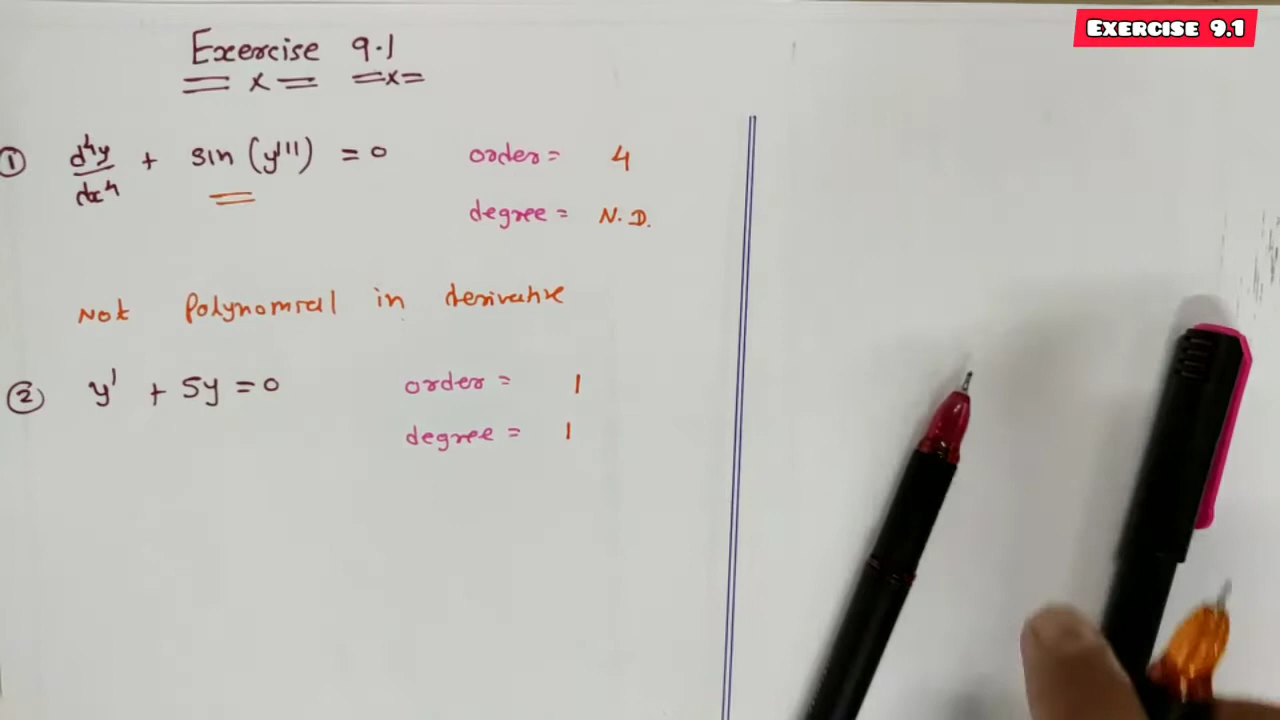 Exercise 9.1
Exercise 9.1
① d⁴y/dx⁴ + sin (y''') = 0 order = 4
degree = N.D.
Not Polynomial in derivative
② y' + 5y = 0 order = 1
degree = 1